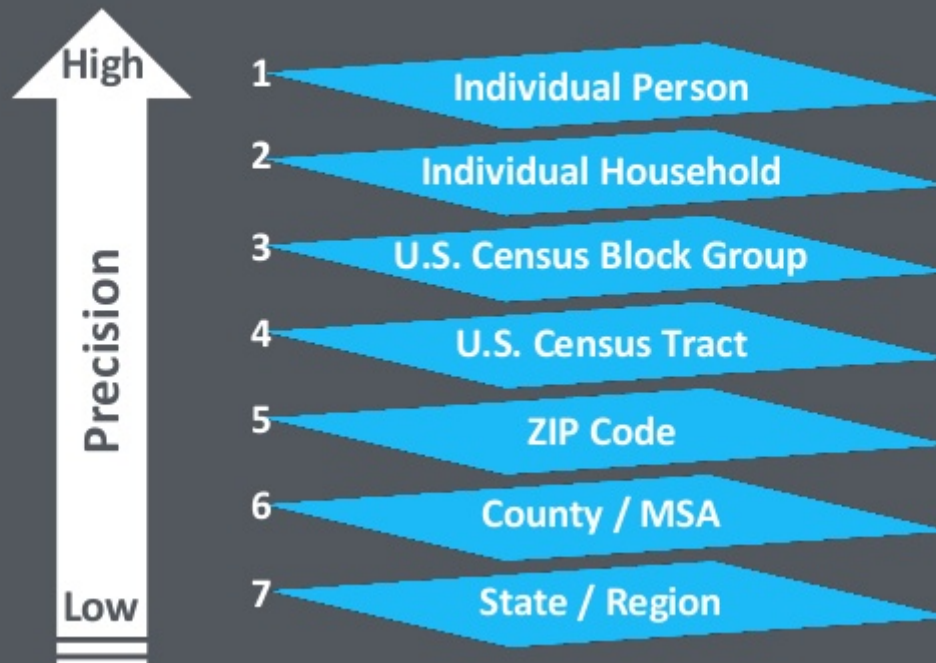 High
Precision
Low
1 Individual Person
2 Individual Household
3 U.S. Census Block Group
4 U.S. Census Tract
5 ZIP Code
6 County / MSA
7 State / Region